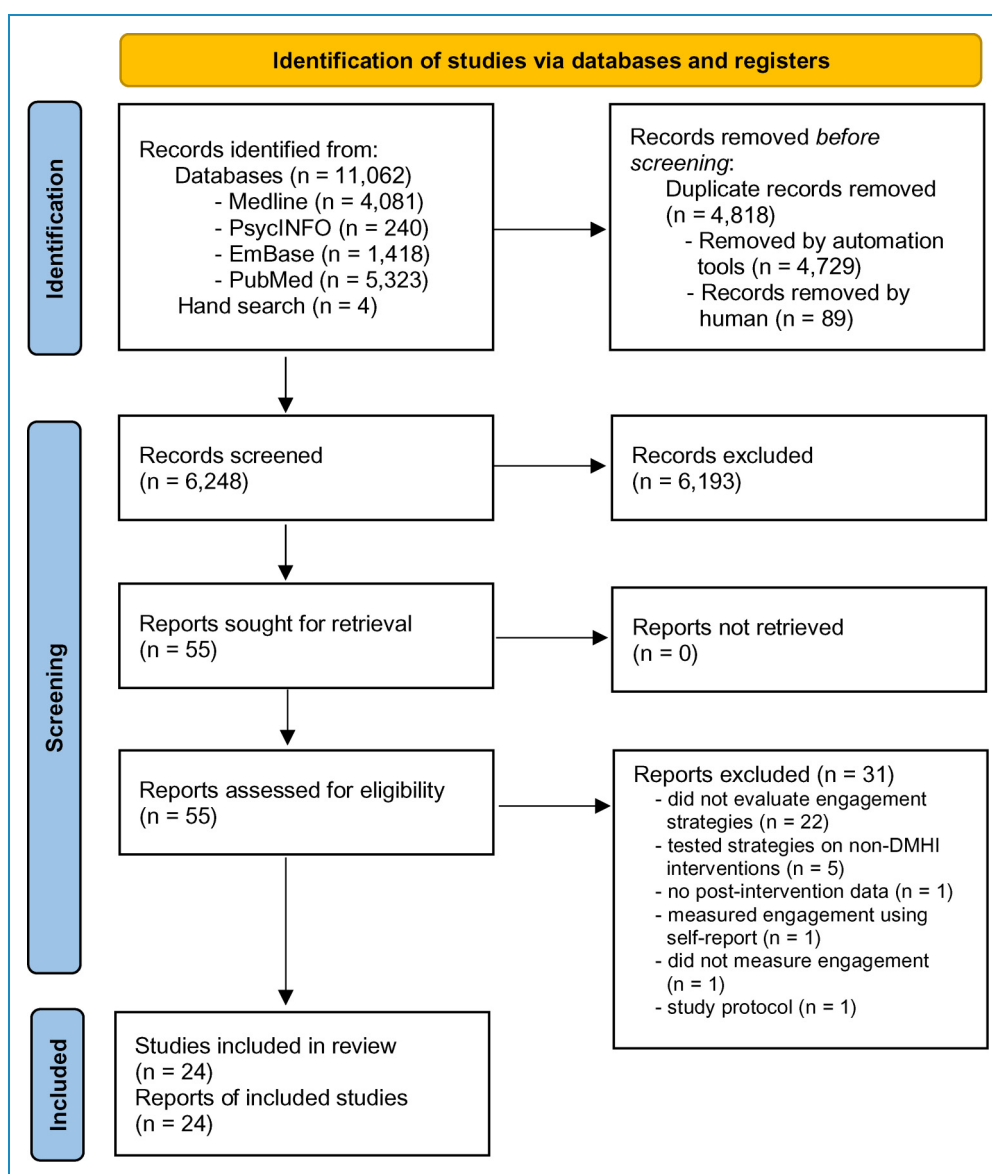 Identification of studies via databases and registers
Identification
Records identified from:
Databases (n = 11,062)
- Medline (n = 4,081)
- PsycINFO (n = 240)
- EmBase (n = 1,418)
- PubMed (n = 5,323)
Hand search (n = 4)
Records removed before
screening:
Duplicate records removed
(n = 4,818)
- Removed by automation
tools (n = 4,729)
- Records removed by
human (n = 89)
Screening
Records screened
(n = 6,248)
Records excluded
(n = 6,193)
Reports sought for retrieval
(n = 55)
Reports not retrieved
(n = 0)
Reports assessed for eligibility
(n = 55)
Reports excluded (n = 31)
- did not evaluate engagement
strategies (n = 22)
- tested strategies on non-DMHI
interventions (n = 5)
- no post-intervention data (n = 1)
- measured engagement using
self-report (n = 1)
- did not measure engagement
(n = 1)
- study protocol (n = 1)
Included
Studies included in review
(n = 24)
Reports of included studies
(n = 24)